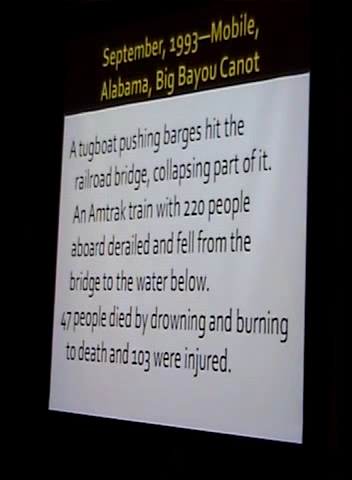 September, 1993—Mobile,
Alabama, Big Bayou Canot
A tugboat pushing barges hit the
railroad bridge, collapsing part of it.
An Amtrak train with 220 people
aboard derailed and fell from the
bridge to the water below.
47 people died by drowning and burning
to death and 103 were injured.